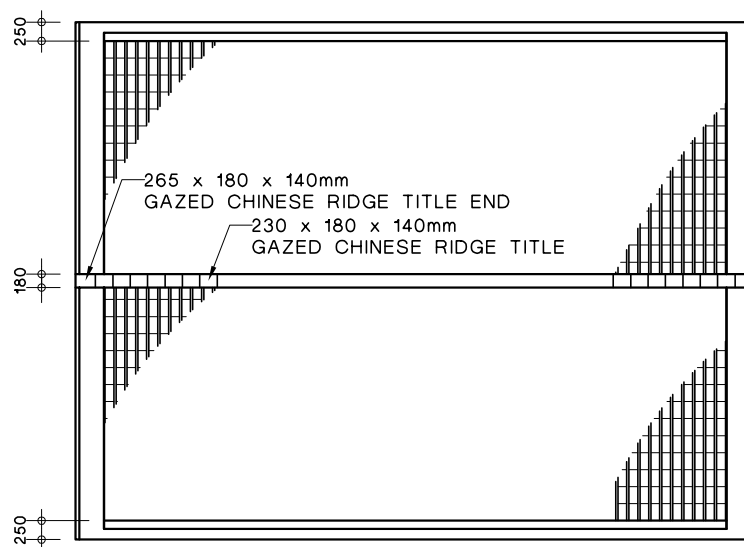 250
265 x 180 x 140mm
GAZED CHINESE RIDGE TITLE END
230 x 180 x 140mm
GAZED CHINESE RIDGE TITLE
180
250